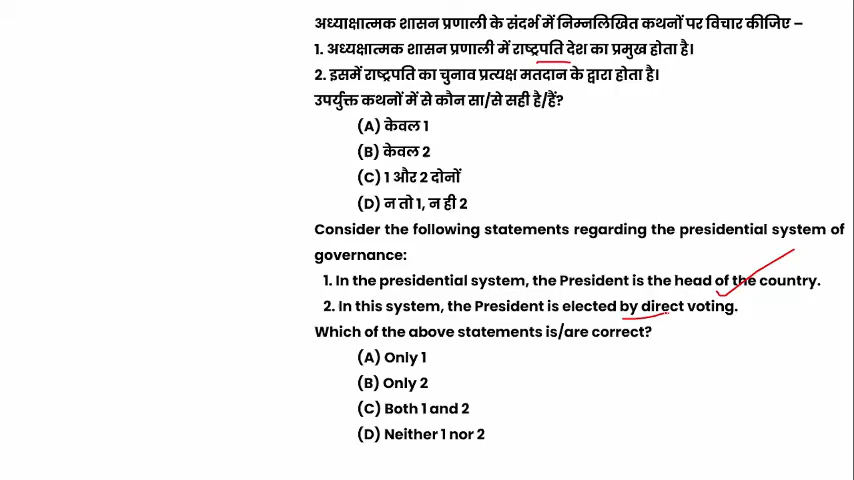 अध्याक्षात्मक शासन प्रणाली के संदर्भ में निम्नलिखित कथनों पर विचार कीजिए –
1. अध्यक्षात्मक शासन प्रणाली में राष्ट्रपति देश का प्रमुख होता है।
2. इसमें राष्ट्रपति का चुनाव प्रत्यक्ष मतदान के द्वारा होता है।
उपर्युक्त कथनों में से कौन सा/से सही है/हैं?
(A) केवल 1
(B) केवल 2
(C) 1 और 2 दोनों
(D) न तो 1, न ही 2
Consider the following statements regarding the presidential system of
governance:
1. In the presidential system, the President is the head of the country.
2. In this system, the President is elected by direct voting.
Which of the above statements is/are correct?
(A) Only 1
(B) Only 2
(C) Both 1 and 2
(D) Neither 1 nor 2